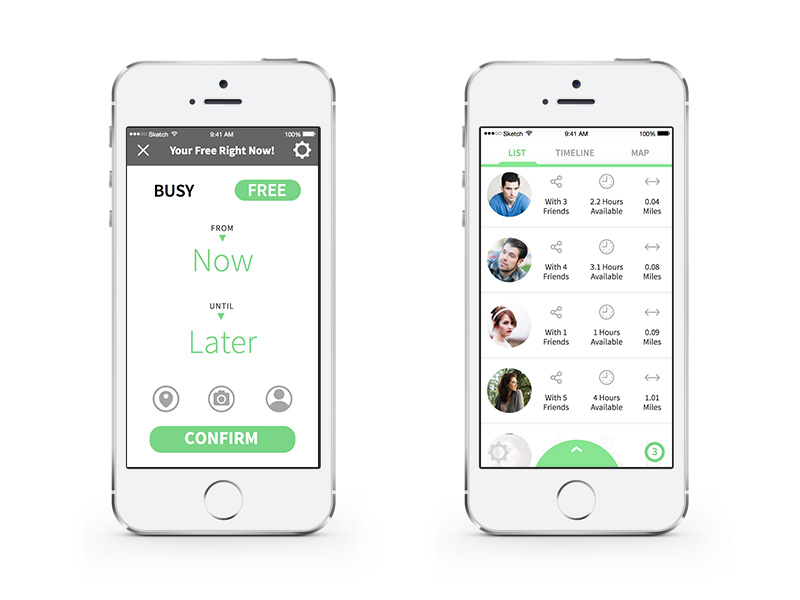 Sketch 9:41 AM 100%
Your Free Right Now!
BUSY FREE
FROM
Now
UNTIL
Later
CONFIRM
Sketch 9:41 AM 100%
LIST TIMELINE MAP
With 3 2.2 Hours 0.04
Friends Available Miles
With 4 3.1 Hours 0.08
Friends Available Miles
With 1 1 Hours 0.09
Friends Available Miles
With 5 4 Hours 1.01
Friends Available Miles
3